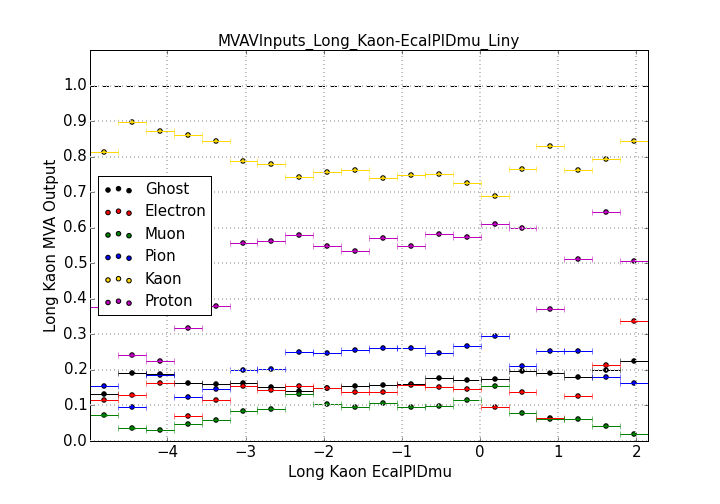 MVAVInputs_Long_Kaon-EcalPIDmu_Liny
1.0
0.9
0.8
0.7
0.6
0.5
0.4
0.3
0.2
0.1
0.0
Long Kaon MVA Output
Ghost
Electron
Muon
Pion
Kaon
Proton
−4 −3 −2 −1 0 1 2
Long Kaon EcalPIDmu